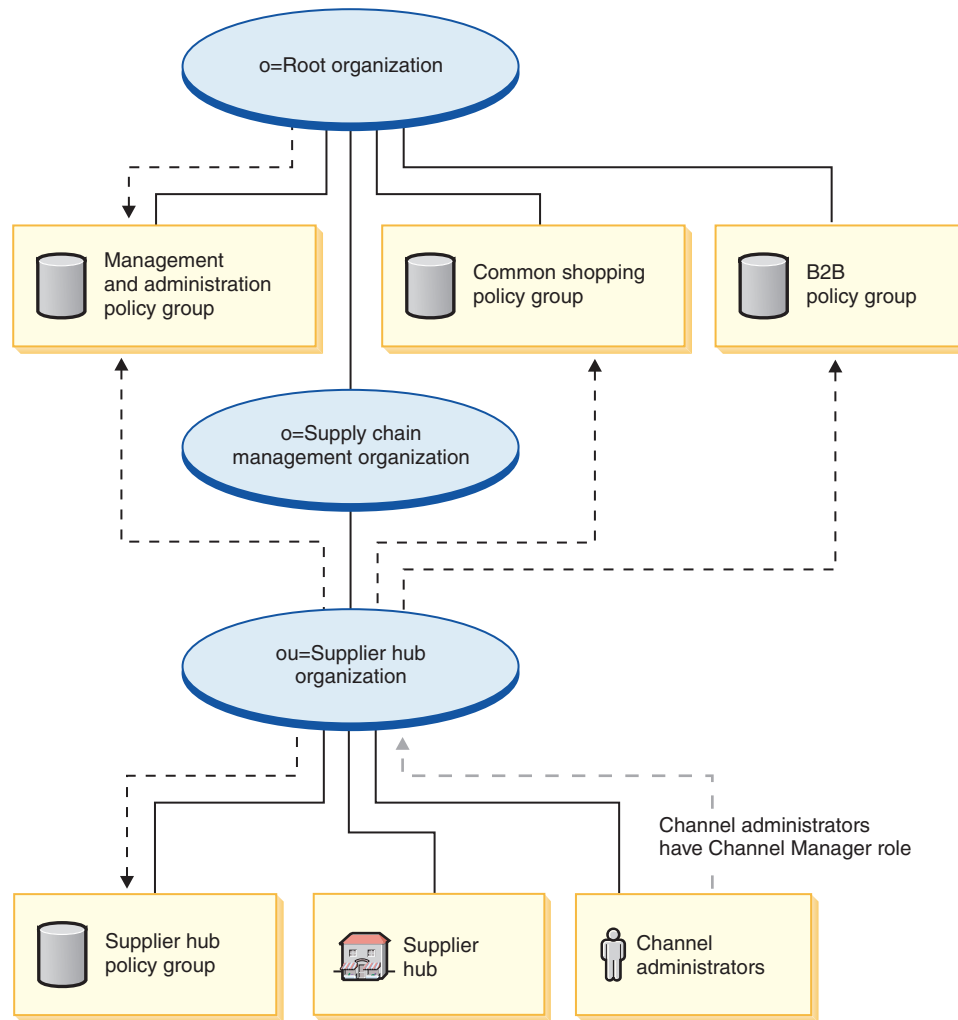 o=Root organization
Management
and administration
policy group
Common shopping
policy group
B2B
policy group
o=Supply chain
management organization
ou=Supplier hub
organization
Channel administrators
have Channel Manager role
Supplier hub
policy group
Supplier
hub
Channel
administrators